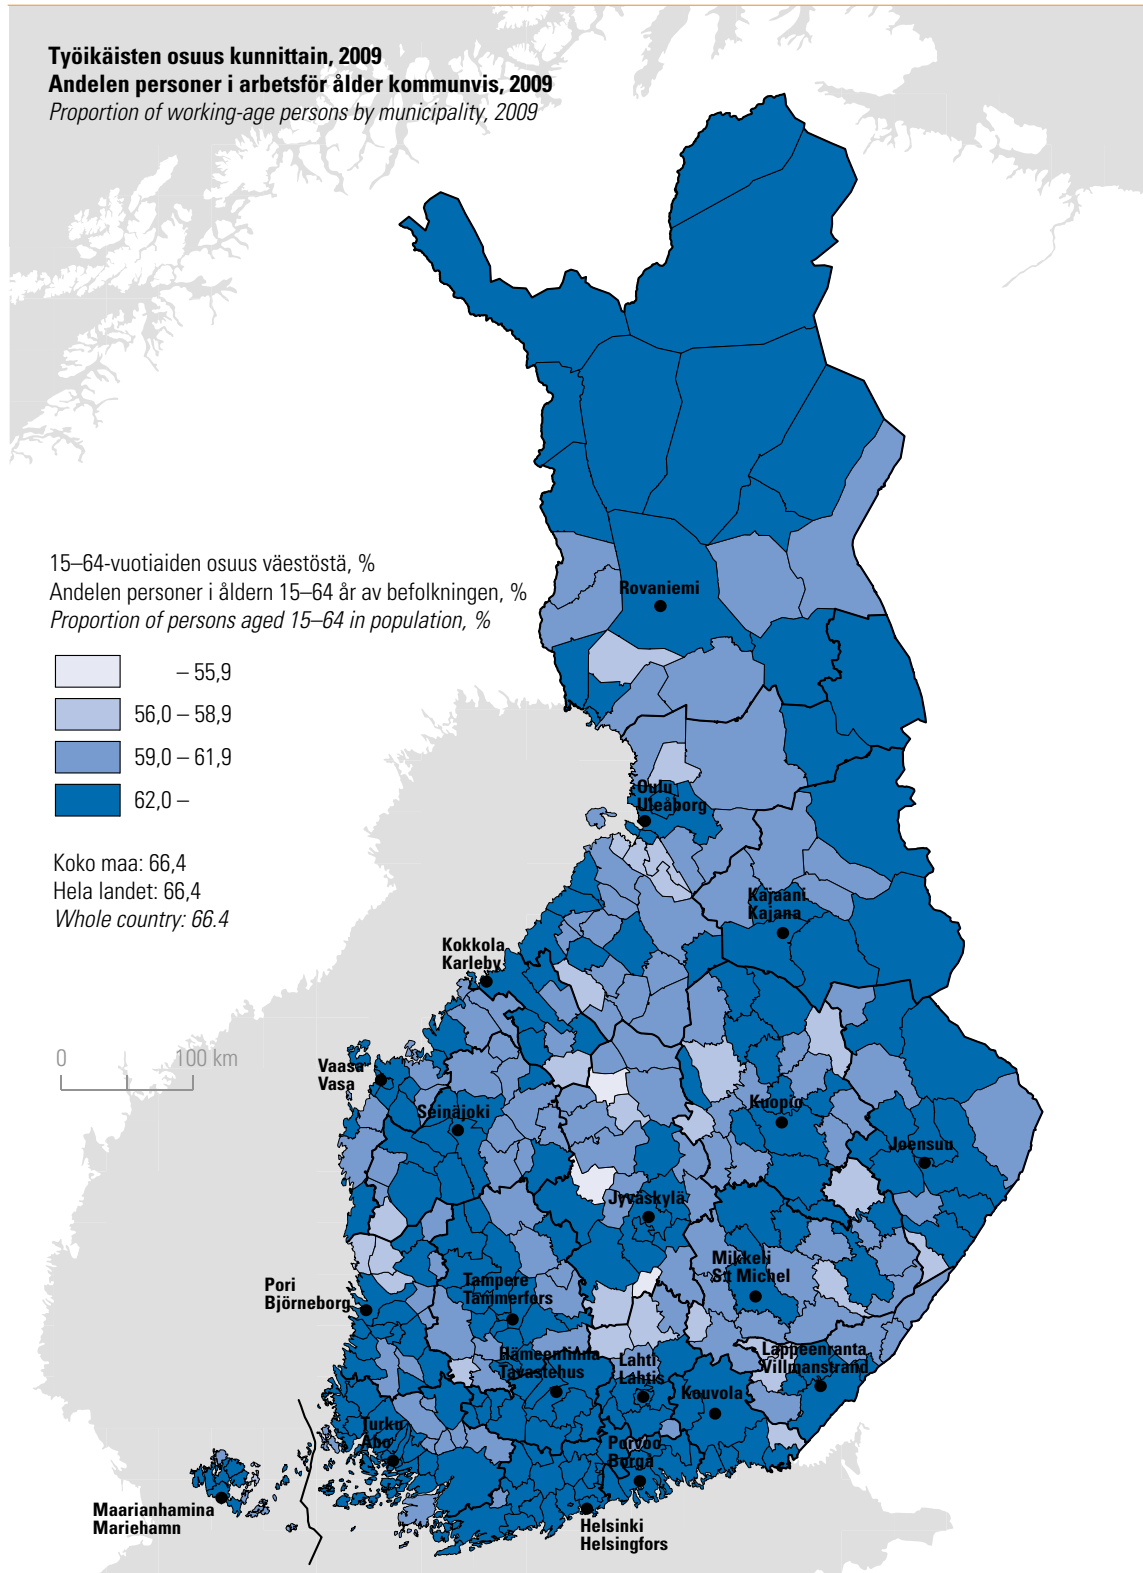 Työikäisten osuus kunnittain, 2009
Andelen personer i arbetsför ålder kommunvis, 2009
Proportion of working-age persons by municipality, 2009
15–64-vuotiaiden osuus väestöstä, %
Andelen personer i åldern 15–64 år av befolkningen, %
Proportion of persons aged 15–64 in population, %
– 55,9
56,0 – 58,9
59,0 – 61,9
62,0 –
Koko maa: 66,4
Hela landet: 66,4
Whole country: 66.4
0 100 km
Rovaniemi
Oulu
Uleåborg
Kajaani
Kajana
Kokkola
Karleby
Vaasa
Vasa
Seinäjoki
Kuopio
Joensuu
Jyväskylä
Mikkeli
S:t Michel
Pori
Björneborg
Tampere
Tammerfors
Hämeenlinna
Tavastehus
Lahti
Lahtis
Lappeenranta
Villmanstrand
Kouvola
Turku
Åbo
Porvoo
Borgå
Maarianhamina
Mariehamn
Helsinki
Helsingfors